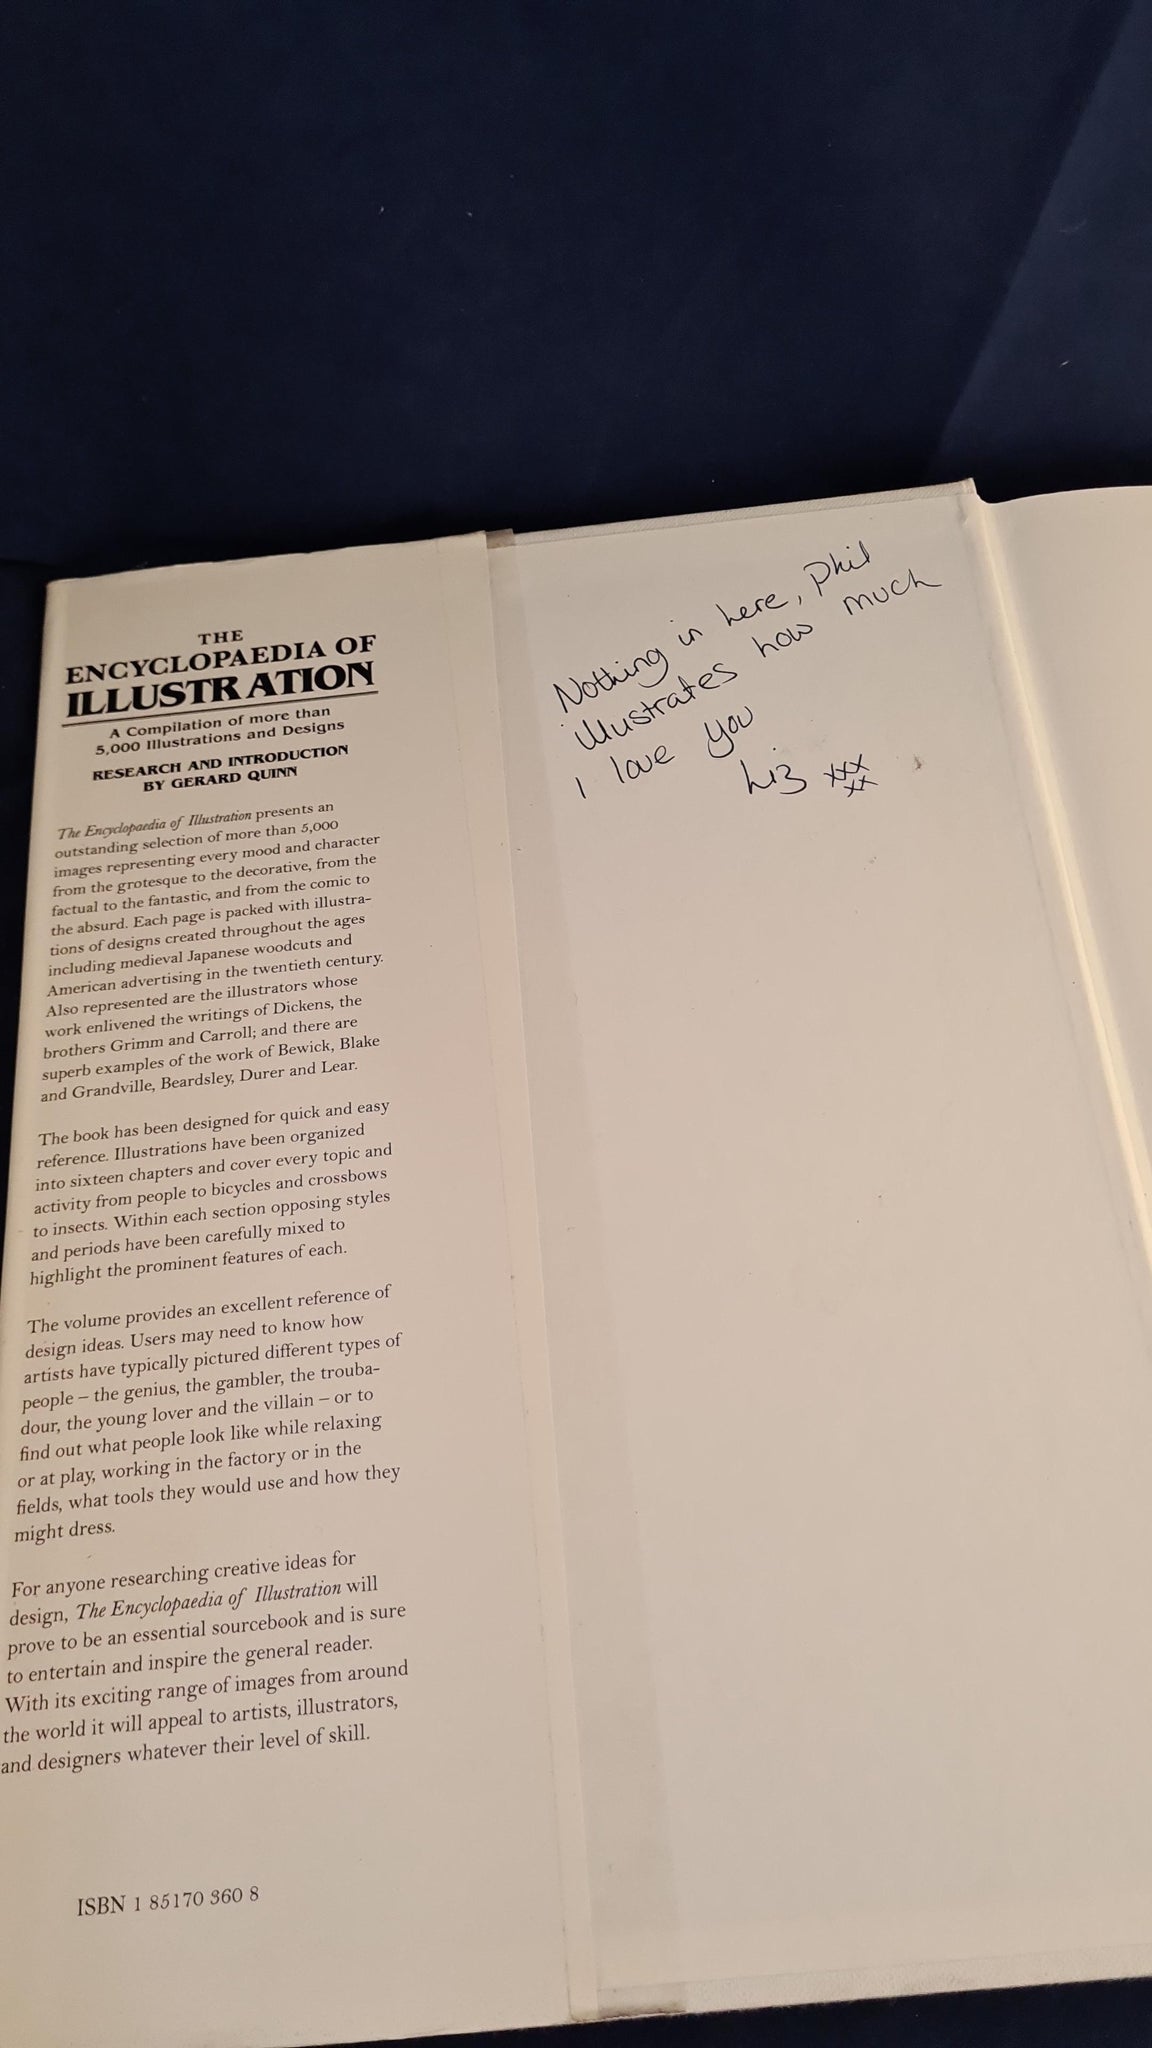 THE
ENCYCLOPAEDIA OF
ILLUSTRATION
A Compilation of more than
5,000 Illustrations and Designs
RESEARCH AND INTRODUCTION
BY GERARD QUINN
The Encyclopaedia of Illustration presents an
outstanding selection of more than 5,000
images representing every mood and character
from the grotesque to the decorative, from the
factual to the fantastic, and from the comic to
the absurd. Each page is packed with illustra-
tions of designs created throughout the ages
including medieval Japanese woodcuts and
American advertising in the twentieth century.
Also represented are the illustrators whose
work enlivened the writings of Dickens, the
brothers Grimm and Carroll; and there are
superb examples of the work of Bewick, Blake
and Grandville, Beardsley, Durer and Lear.
The book has been designed for quick and easy
reference. Illustrations have been organized
into sixteen chapters and cover every topic and
activity from people to bicycles and crossbows
to insects. Within each section opposing styles
and periods have been carefully mixed to
highlight the prominent features of each.
The volume provides an excellent reference of
design ideas. Users may need to know how
artists have typically pictured different types of
people – the genius, the gambler, the trouba-
dour, the young lover and the villain – or to
find out what people look like while relaxing
or at play, working in the factory or in the
fields, what tools they would use and how they
might dress.
For anyone researching creative ideas for
design, The Encyclopaedia of Illustration will
prove to be an essential sourcebook and is sure
to entertain and inspire the general reader.
With its exciting range of images from around
the world it will appeal to artists, illustrators,
and designers whatever their level of skill.
ISBN 1 85170 360 8
Nothing in here, Phil
illustrates how much
I love you
Liz xxx
xx